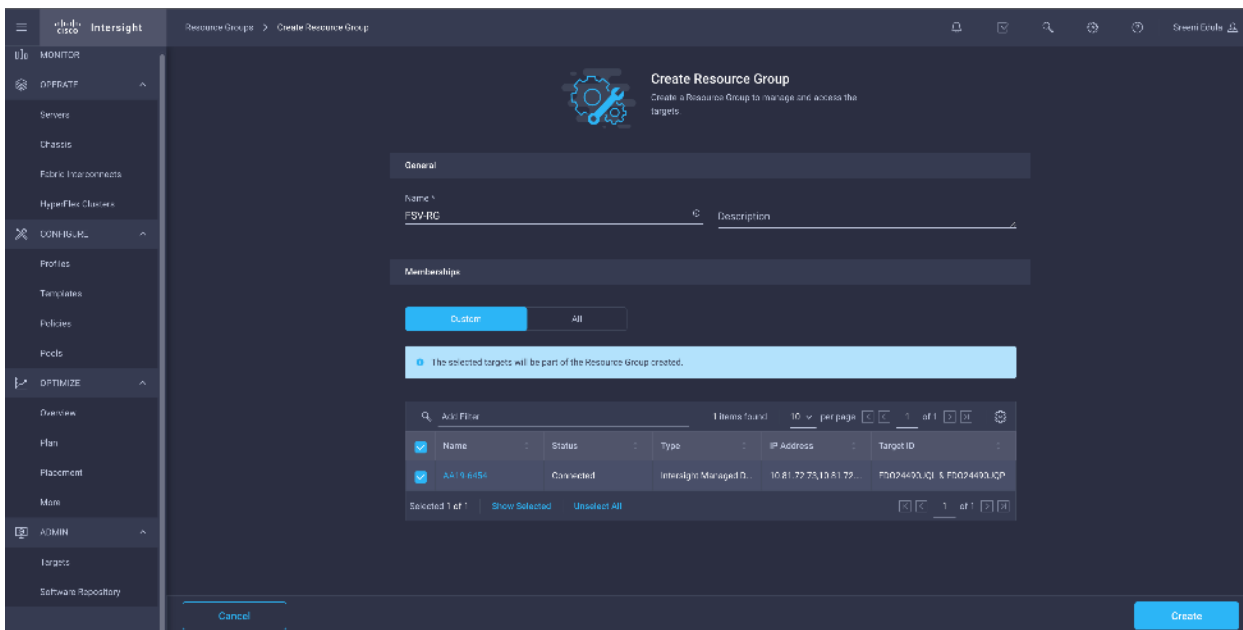 cisco Intersight
Resource Groups > Create Resource Group
Sreeni Edula
MONITOR
OPERATE
Servers
Chassis
Fabric Interconnects
HyperFlex Clusters
CONFIGURE
Profiles
Templates
Policies
Pools
OPTIMIZE
Overview
Plan
Placement
More
ADMIN
Targets
Software Repository
Create Resource Group
Create a Resource Group to manage and access the
targets.
General
Name *
FSV-RG
Description
Memberships
Custom All
The selected targets will be part of the Resource Group created.
Add Filter 1 items found 10 per page 1 of 1
Name Status Type IP Address Target ID
AA19-6454 Connected Intersight Managed D... 10.81.72.73,10.81.72... FDO24490JQL & FDO24490JQP
Selected 1 of 1 Show Selected Unselect All 1 of 1
Cancel Create